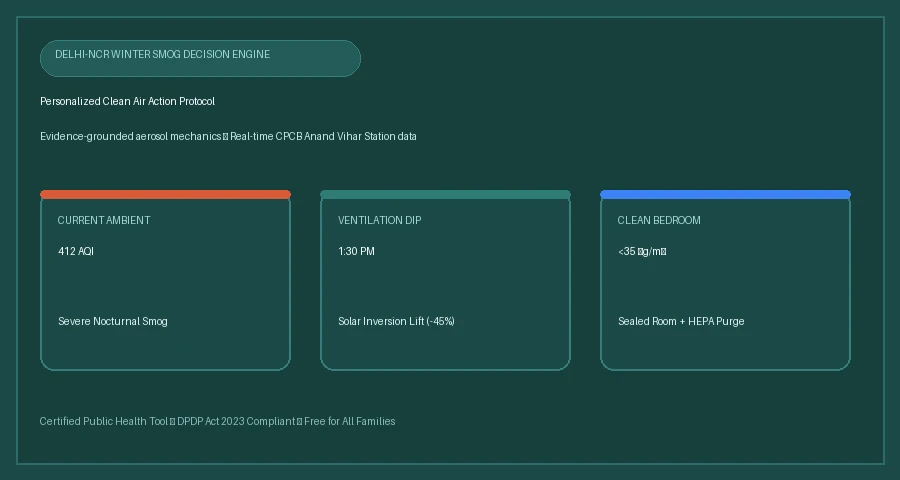 DELHI-NCR WINTER SMOG DECISION ENGINE
Personalized Clean Air Action Protocol
Evidence-grounded aerosol mechanics □ Real-time CPCB Anand Vihar Station data
CURRENT AMBIENT
412 AQI
Severe Nocturnal Smog
VENTILATION DIP
1:30 PM
Solar Inversion Lift (-45%)
CLEAN BEDROOM
<35 □g/m□
Sealed Room + HEPA Purge
Certified Public Health Tool □ DPDP Act 2023 Compliant □ Free for All Families